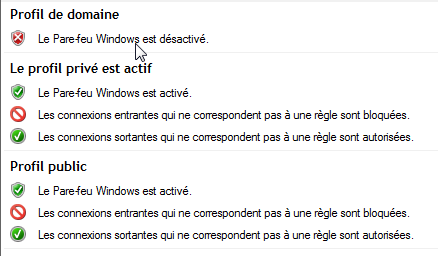 Profil de domaine
Le Pare-feu Windows est désactivé.
Le profil privé est actif
Le Pare-feu Windows est activé.
Les connexions entrantes qui ne correspondent pas à une règle sont bloquées.
Les connexions sortantes qui ne correspondent pas à une règle sont autorisées.
Profil public
Le Pare-feu Windows est activé.
Les connexions entrantes qui ne correspondent pas à une règle sont bloquées.
Les connexions sortantes qui ne correspondent pas à une règle sont autorisées.